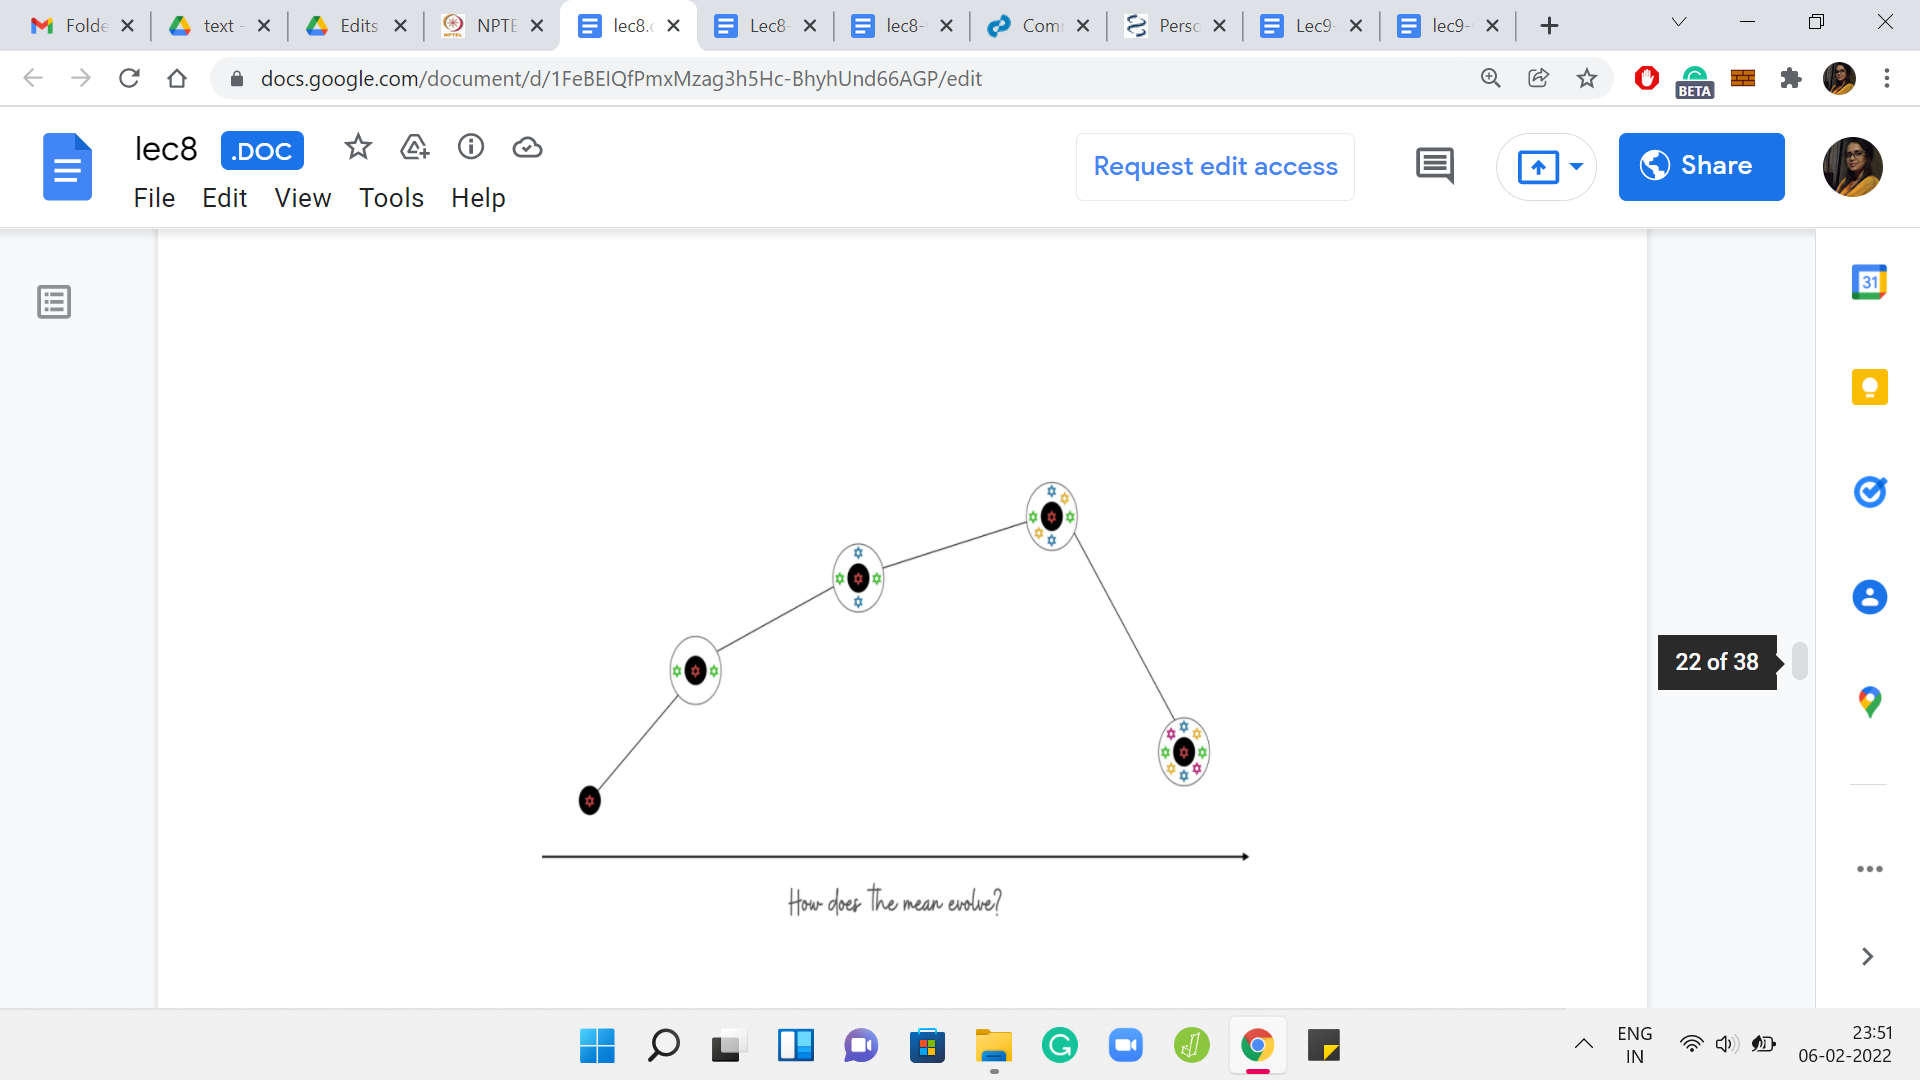 Folde
text -
Edits
NPTE
lec8.c
Lec8-
lec8-
Com
Perso
Lec9-
lec9-
docs.google.com/document/d/1FeBEIQfPmxMzag3h5Hc-BhyhUnd66AGP/edit
BETA
lec8
.DOC
Request edit access
Share
File Edit View Tools Help
31
22 of 38
How does the mean evolve?
ENG
IN
23:51
06-02-2022